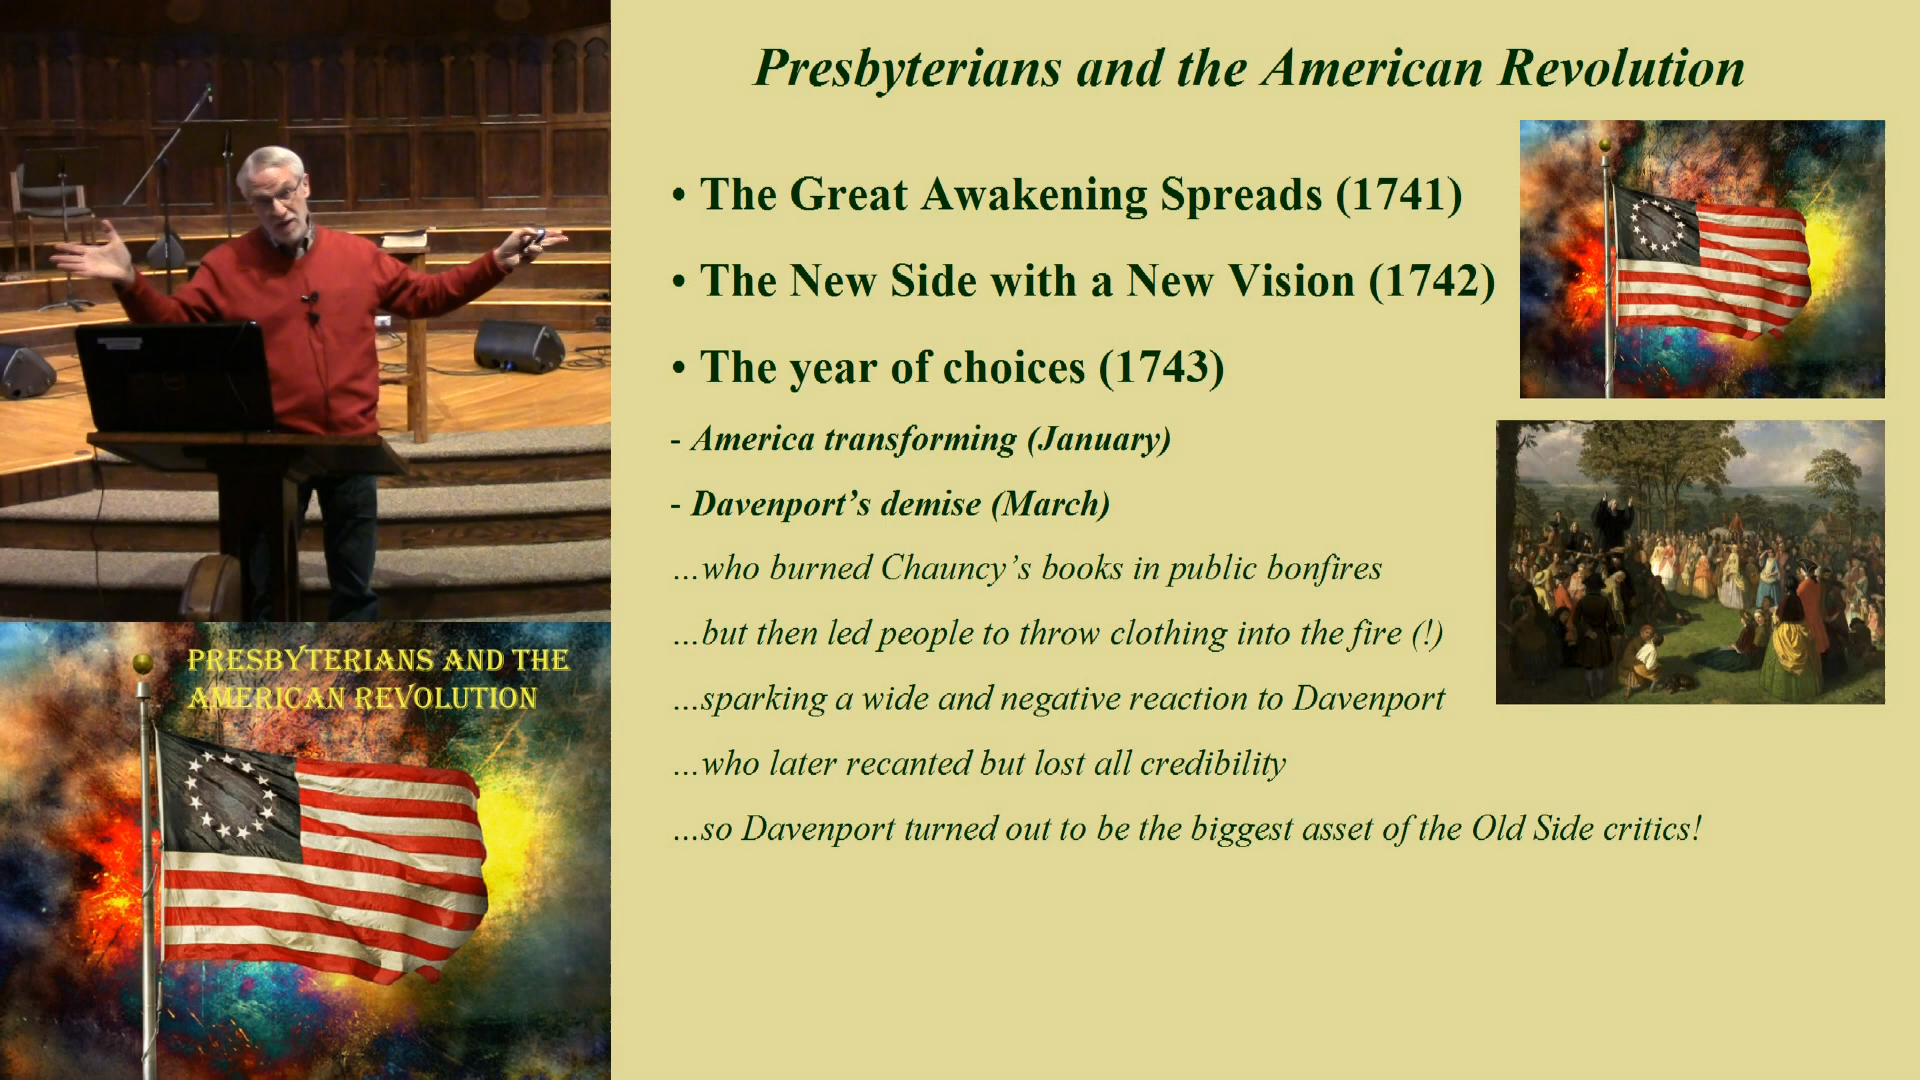 Presbyterians and the American Revolution
• The Great Awakening Spreads (1741)
• The New Side with a New Vision (1742)
• The year of choices (1743)
- America transforming (January)
- Davenport’s demise (March)
…who burned Chauncy’s books in public bonfires
…but then led people to throw clothing into the fire (!)
…sparking a wide and negative reaction to Davenport
…who later recanted but lost all credibility
…so Davenport turned out to be the biggest asset of the Old Side critics!
PRESBYTERIANS AND THE
AMERICAN REVOLUTION